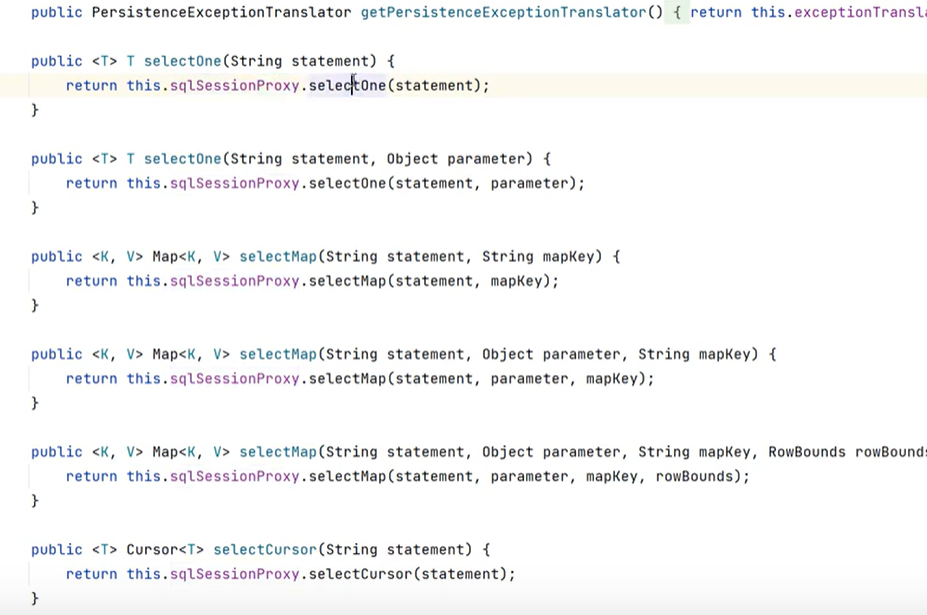 public PersistenceExceptionTranslator getPersistenceExceptionTranslator() { return this.exceptionTransla
public <T> T selectOne(String statement) {
return this.sqlSessionProxy.selectOne(statement);
}
public <T> T selectOne(String statement, Object parameter) {
return this.sqlSessionProxy.selectOne(statement, parameter);
}
public <K, V> Map<K, V> selectMap(String statement, String mapKey) {
return this.sqlSessionProxy.selectMap(statement, mapKey);
}
public <K, V> Map<K, V> selectMap(String statement, Object parameter, String mapKey) {
return this.sqlSessionProxy.selectMap(statement, parameter, mapKey);
}
public <K, V> Map<K, V> selectMap(String statement, Object parameter, String mapKey, RowBounds rowBounds
return this.sqlSessionProxy.selectMap(statement, parameter, mapKey, rowBounds);
}
public <T> Cursor<T> selectCursor(String statement) {
return this.sqlSessionProxy.selectCursor(statement);
}